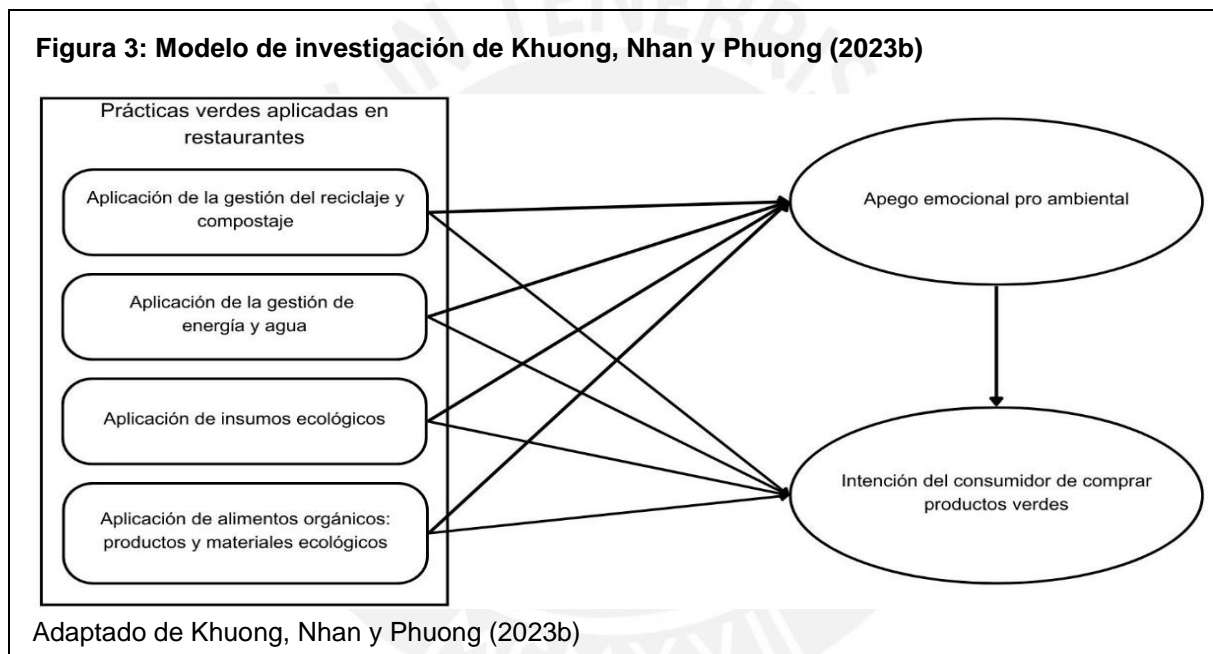 Figura 3: Modelo de investigación de Khuong, Nhan y Phuong (2023b)
Prácticas verdes aplicadas en
restaurantes
Aplicación de la gestión del reciclaje y
compostaje
Aplicación de la gestión de
energía y agua
Aplicación de insumos ecológicos
Aplicación de alimentos orgánicos:
productos y materiales ecológicos
Apego emocional pro ambiental
Intención del consumidor de comprar
productos verdes
Adaptado de Khuong, Nhan y Phuong (2023b)
IN TENEBRIS